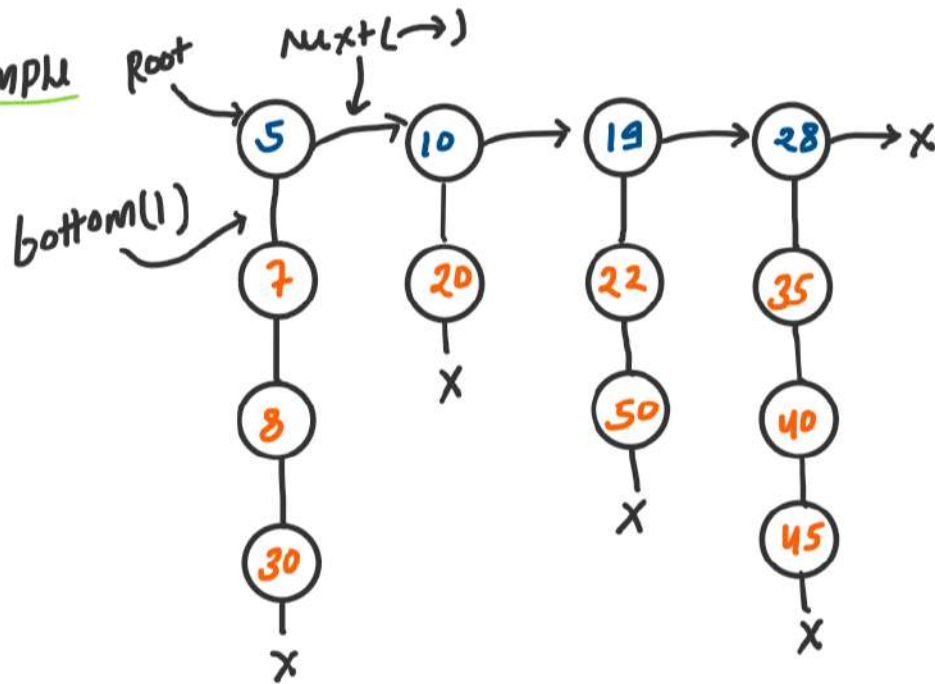 mple Root Next(→)
5 10 19 28 X
bottom(↓)
7 20 22 35
X
8 50 40
X
30 45
X X